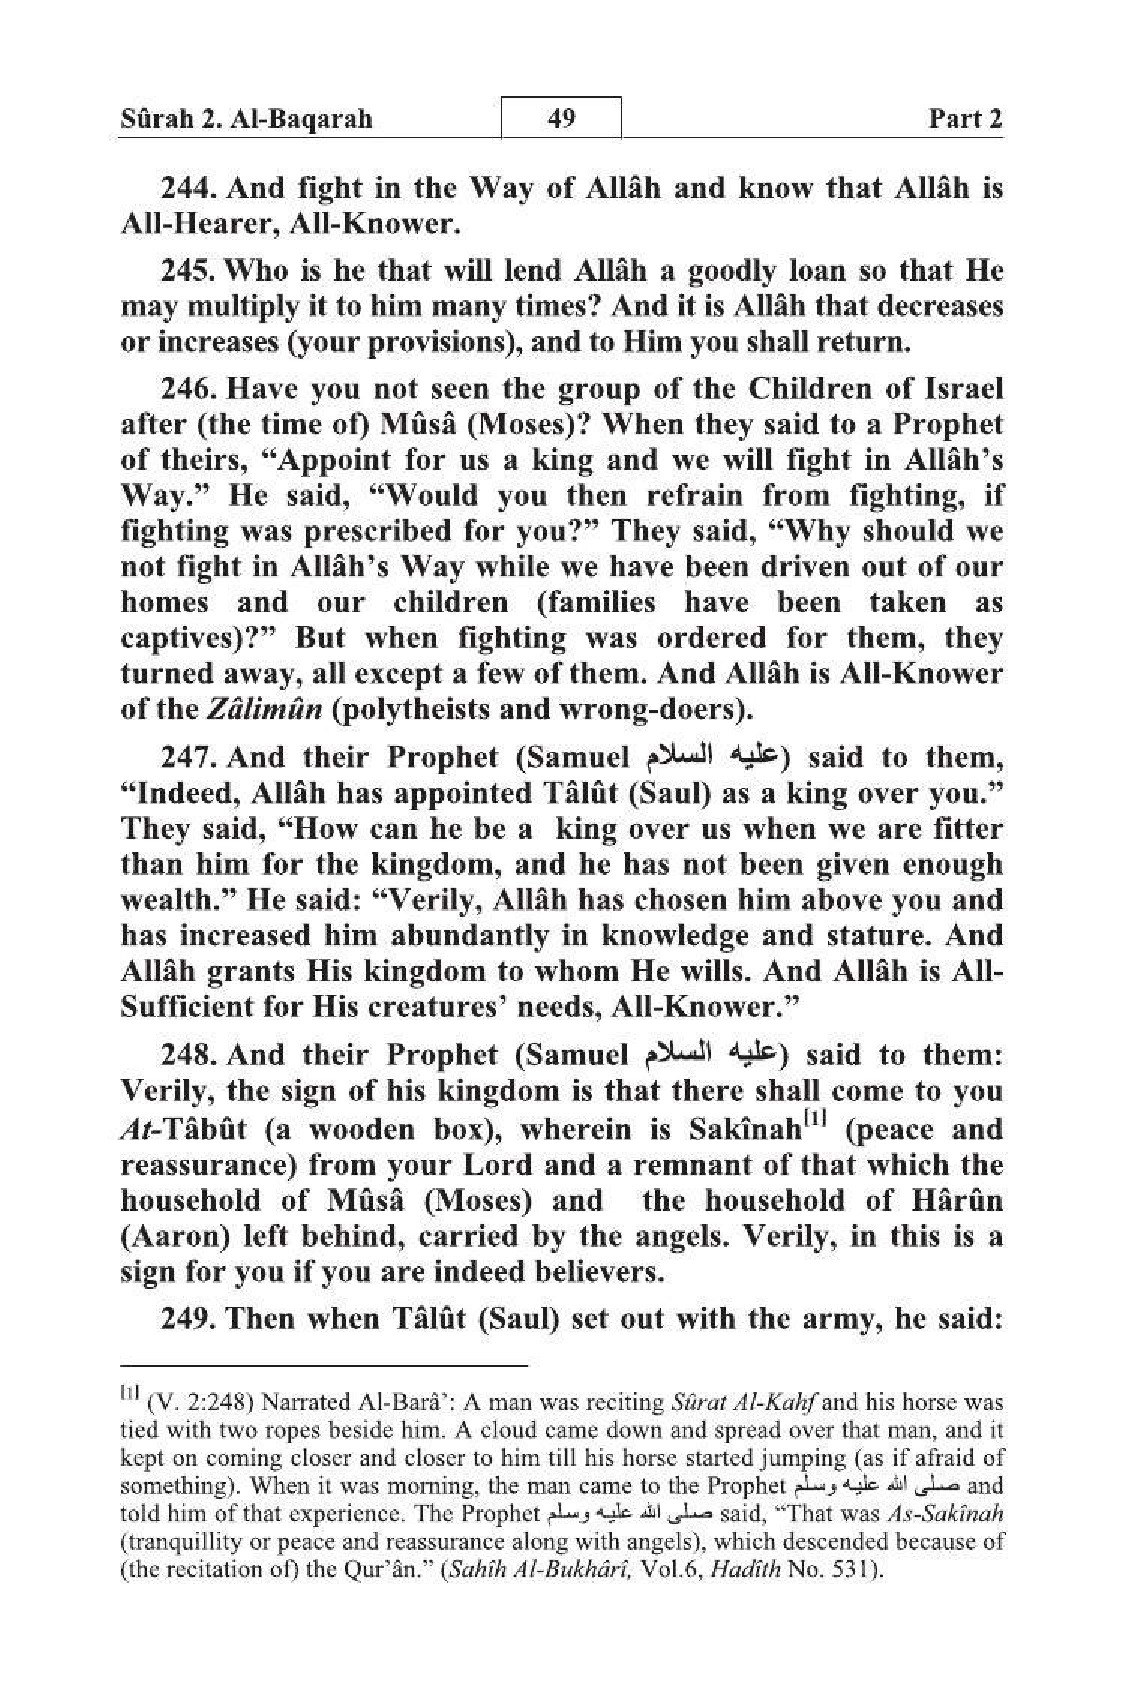 Sûrah 2. Al-Baqarah 49 Part 2
244. And fight in the Way of Allâh and know that Allâh is
All-Hearer, All-Knower.
245. Who is he that will lend Allâh a goodly loan so that He
may multiply it to him many times? And it is Allâh that decreases
or increases (your provisions), and to Him you shall return.
246. Have you not seen the group of the Children of Israel
after (the time of) Mûsâ (Moses)? When they said to a Prophet
of theirs, “Appoint for us a king and we will fight in Allâh’s
Way.” He said, “Would you then refrain from fighting, if
fighting was prescribed for you?” They said, “Why should we
not fight in Allâh’s Way while we have been driven out of our
homes and our children (families have been taken as
captives)?” But when fighting was ordered for them, they
turned away, all except a few of them. And Allâh is All-Knower
of the Zâlimûn (polytheists and wrong-doers).
247. And their Prophet (Samuel عليه السلام) said to them,
“Indeed, Allâh has appointed Tâlût (Saul) as a king over you.”
They said, “How can he be a king over us when we are fitter
than him for the kingdom, and he has not been given enough
wealth.” He said: “Verily, Allâh has chosen him above you and
has increased him abundantly in knowledge and stature. And
Allâh grants His kingdom to whom He wills. And Allâh is All-
Sufficient for His creatures’ needs, All-Knower.”
248. And their Prophet (Samuel عليه السلام) said to them:
Verily, the sign of his kingdom is that there shall come to you
At-Tâbût (a wooden box), wherein is Sakînah[1] (peace and
reassurance) from your Lord and a remnant of that which the
household of Mûsâ (Moses) and the household of Hârûn
(Aaron) left behind, carried by the angels. Verily, in this is a
sign for you if you are indeed believers.
249. Then when Tâlût (Saul) set out with the army, he said:
[1] (V. 2:248) Narrated Al-Barâ’: A man was reciting Sûrat Al-Kahf and his horse was
tied with two ropes beside him. A cloud came down and spread over that man, and it
kept on coming closer and closer to him till his horse started jumping (as if afraid of
something). When it was morning, the man came to the Prophet صلى الله عليه وسلم and
told him of that experience. The Prophet صلى الله عليه وسلم said, “That was As-Sakînah
(tranquillity or peace and reassurance along with angels), which descended because of
(the recitation of) the Qur’ân.” (Sahîh Al-Bukhârî, Vol.6, Hadîth No. 531).